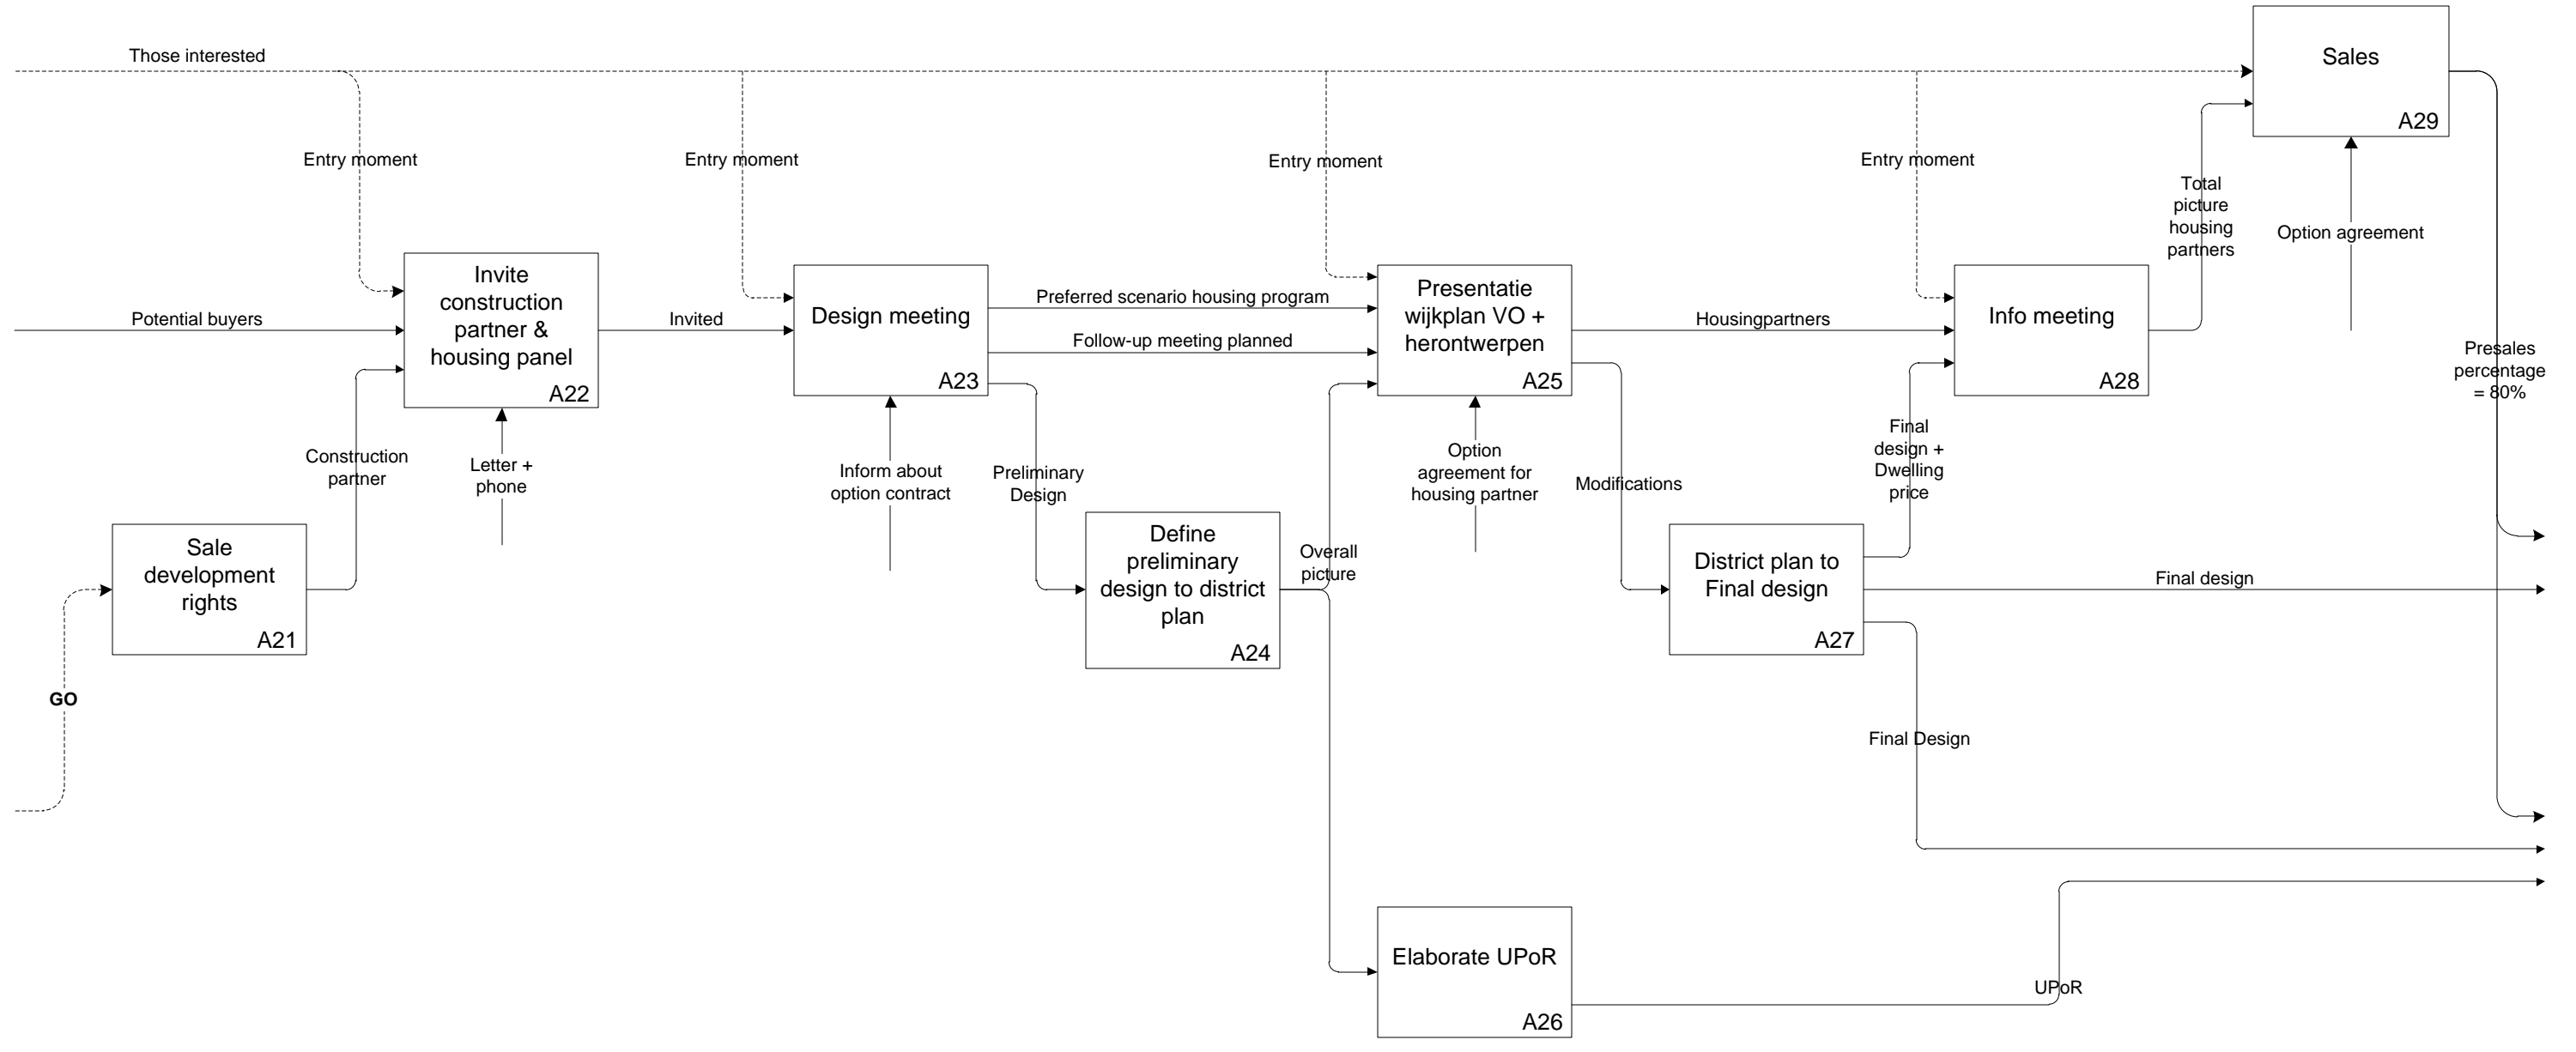 Those interested
Sales
A29
Entry moment
Entry moment
Entry moment
Entry moment
Total
picture
housing
partners
Option agreement
Invite
construction
partner &
housing panel
A22
Potential buyers
Invited
Design meeting
A23
Preferred scenario housing program
Follow-up meeting planned
Presentatie
wijkplan VO +
herontwerpen
A25
Housingpartners
Info meeting
A28
Presales
percentage
= 80%
Construction
partner
Letter +
phone
Inform about
option contract
Preliminary
Design
Option
agreement for
housing partner
Modifications
Final
design +
Dwelling
price
Sale
development
rights
A21
Define
preliminary
design to district
plan
A24
Overall
picture
District plan to
Final design
A27
Final design
GO
Final Design
Elaborate UPoR
A26
UPoR